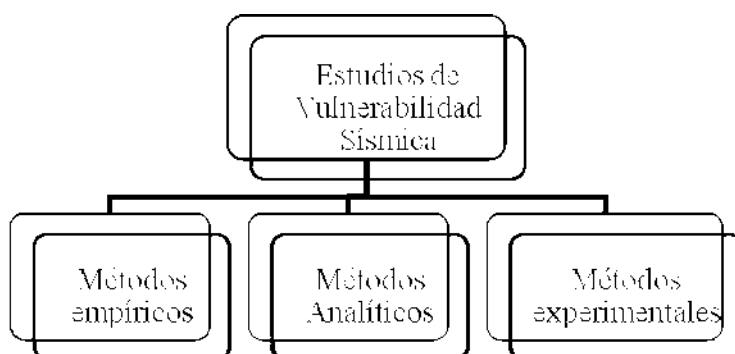 Estudios de
Vulnerabilidad
Sísmica
Métodos
empíricos
Métodos
Analíticos
Métodos
experimentales